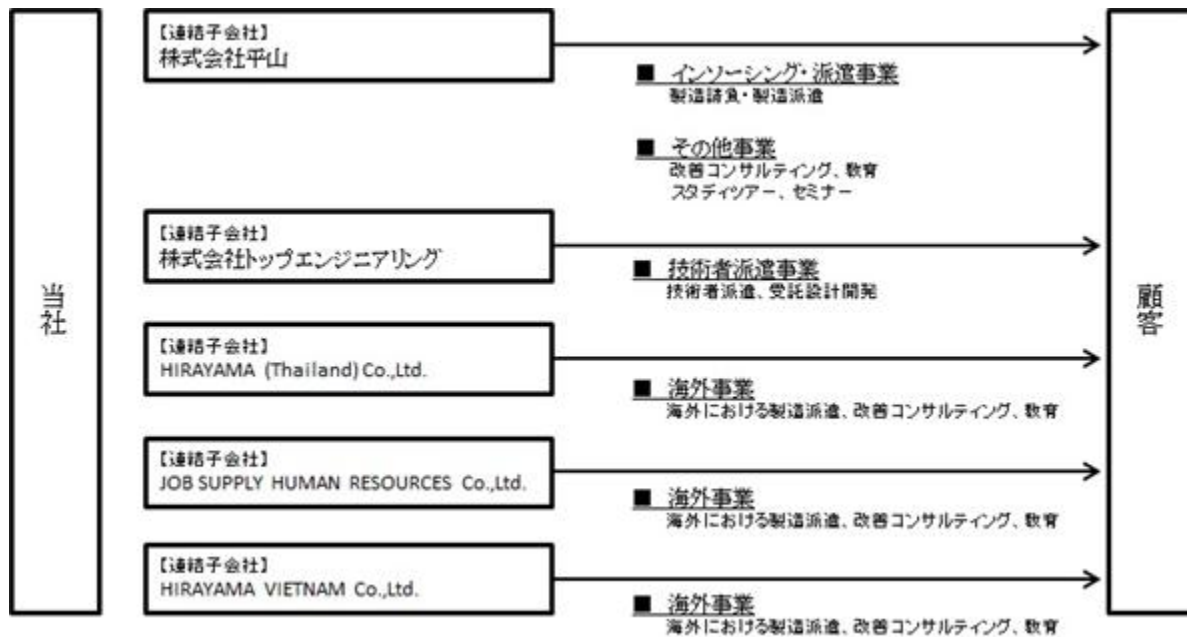 当社
【連結子会社】
株式会社平山
■ インソーシング・派遣事業
製造請負・製造派遣
■ その他事業
改善コンサルティング、教育
スタディツアー、セミナー
【連結子会社】
株式会社トップエンジニアリング
■ 技術者派遣事業
技術者派遣、受託設計開発
【連結子会社】
HIRAYAMA (Thailand) Co.,Ltd.
■ 海外事業
海外における製造派遣、改善コンサルティング、教育
【連結子会社】
JOB SUPPLY HUMAN RESOURCES Co.,Ltd.
■ 海外事業
海外における製造派遣、改善コンサルティング、教育
【連結子会社】
HIRAYAMA VIETNAM Co.,Ltd.
■ 海外事業
海外における製造派遣、改善コンサルティング、教育
顧客